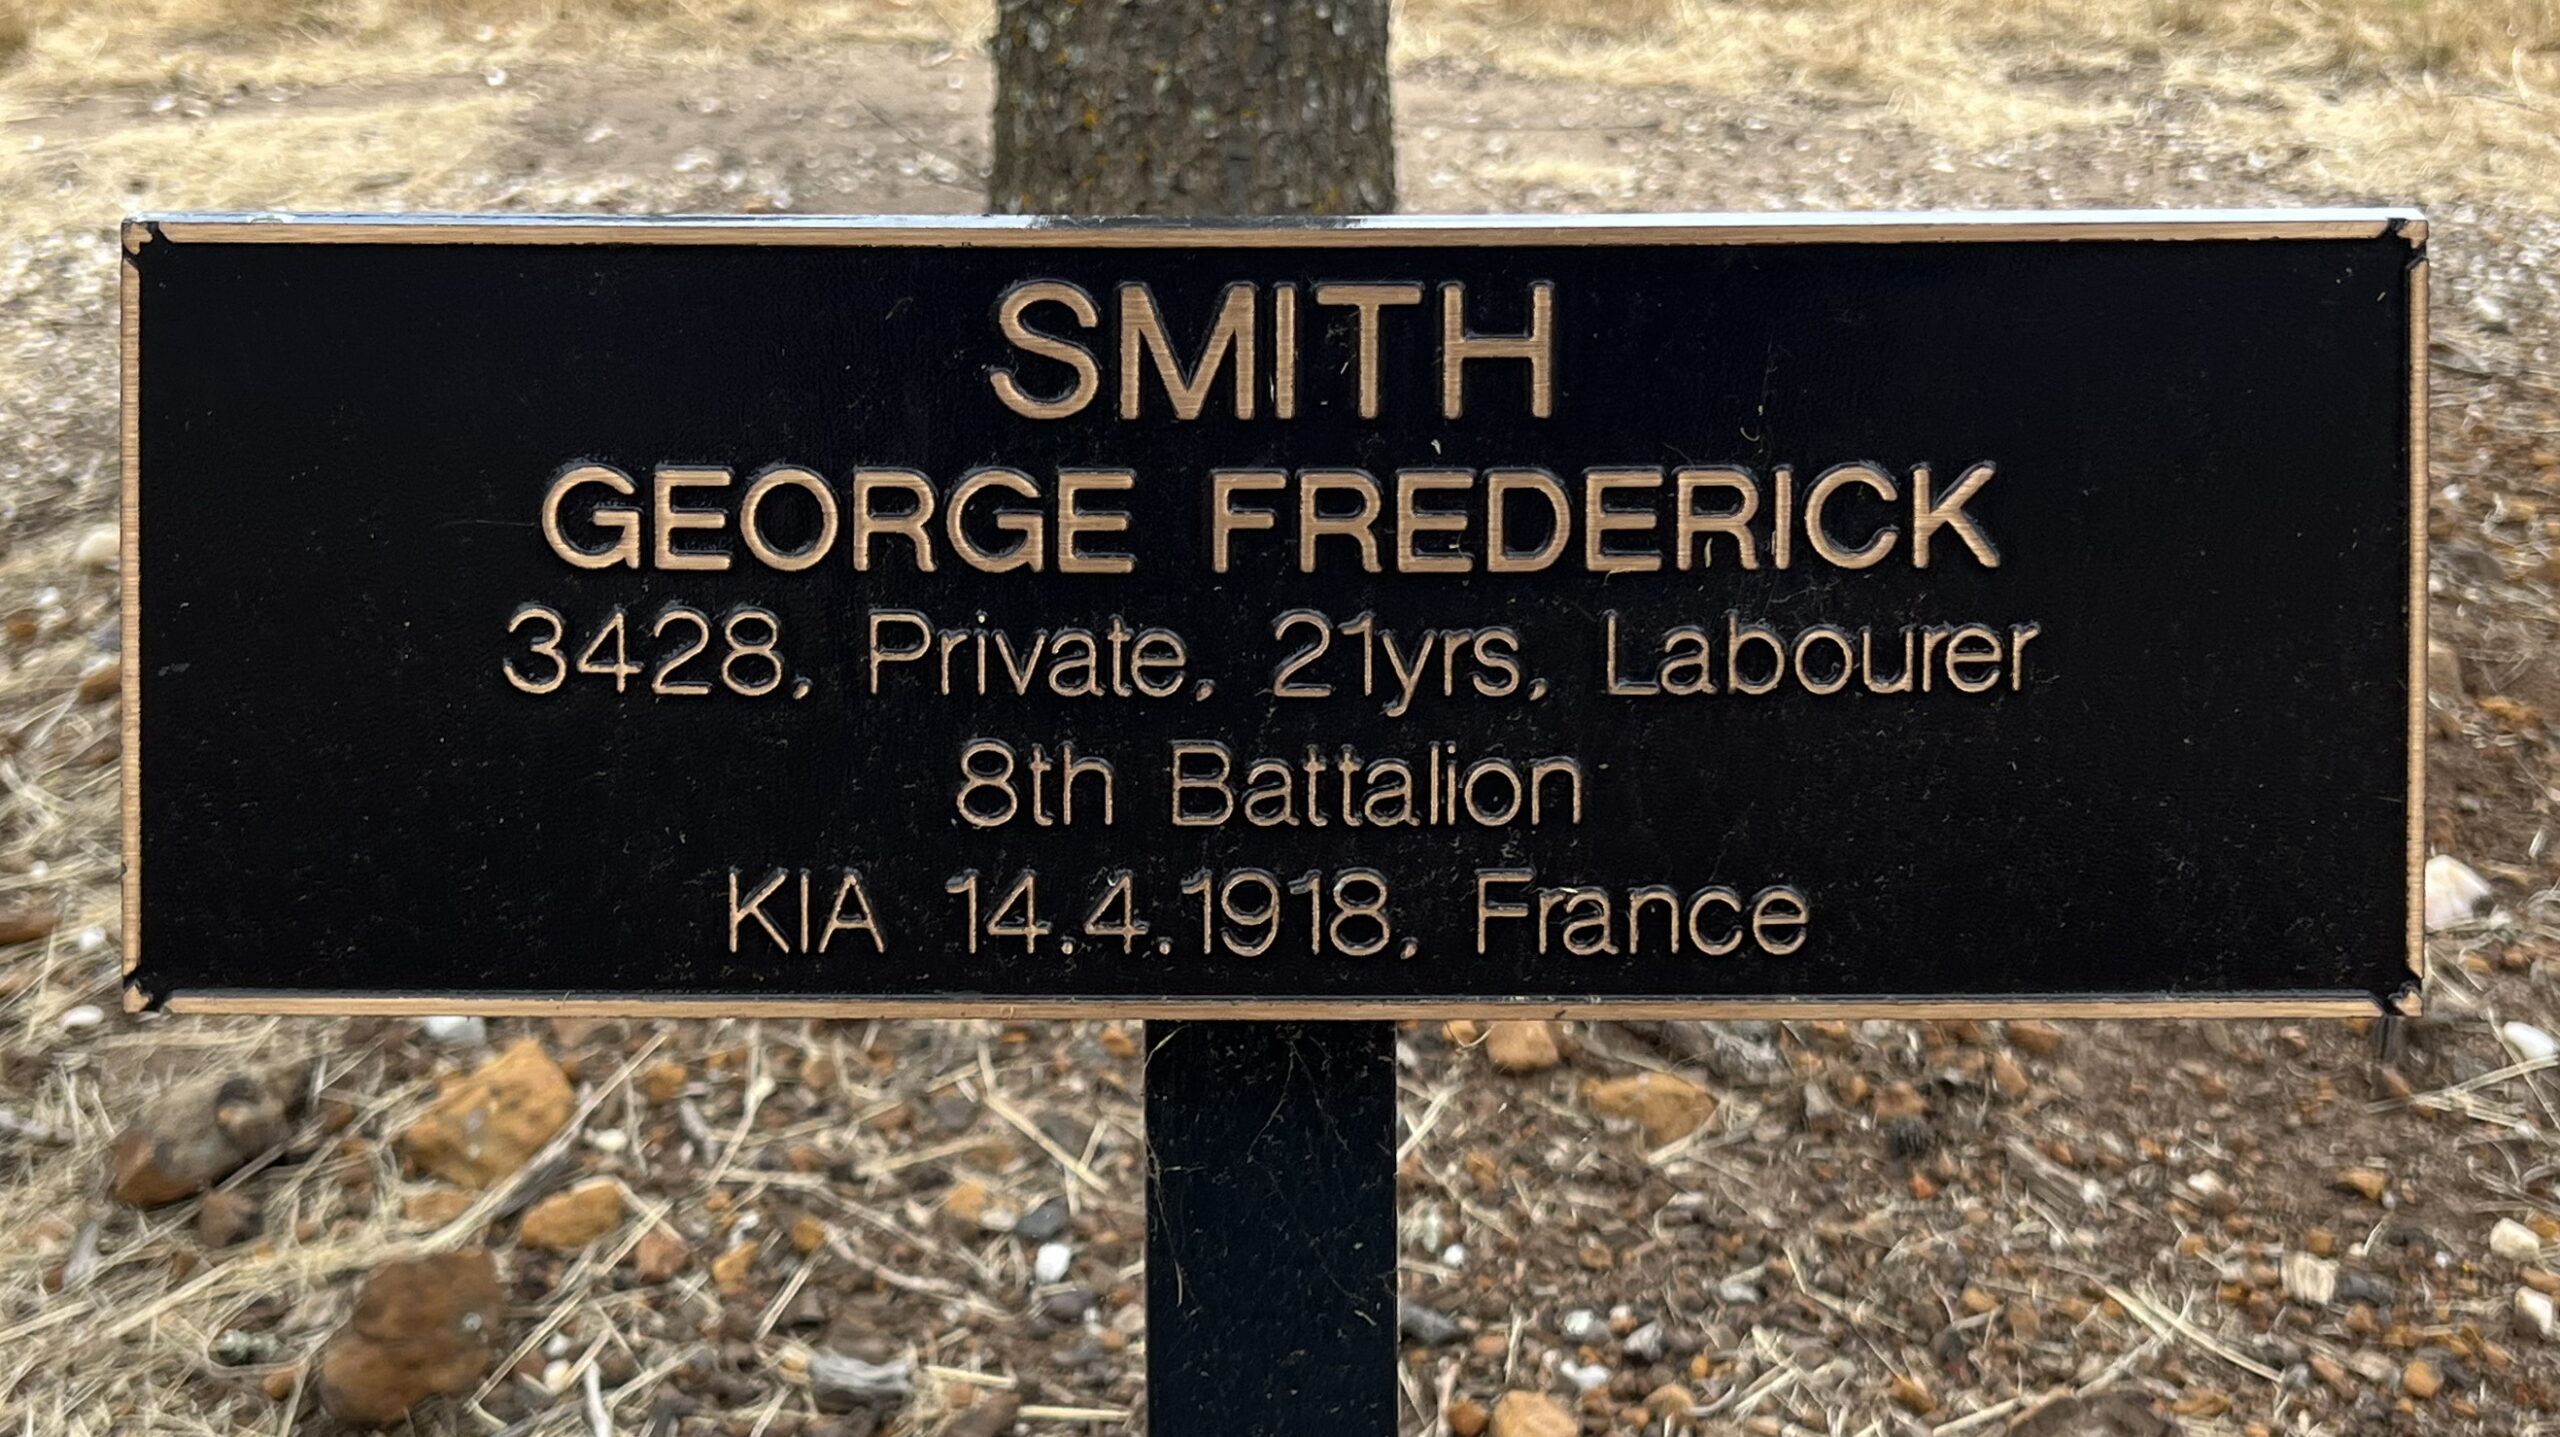 SMITH
GEORGE FREDERICK
3428, Private, 21yrs, Labourer
8th Battalion
KIA 14.4.1918, France